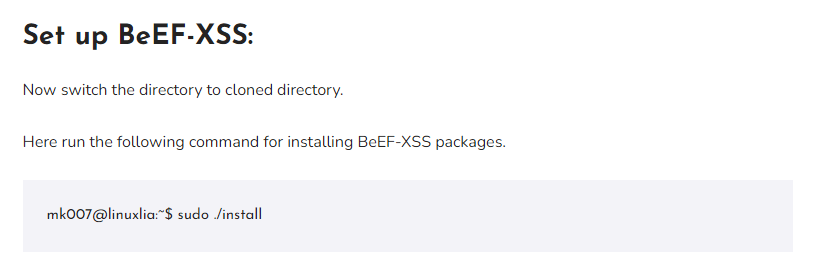 Set up BeEF-XSS:
Now switch the directory to cloned directory.
Here run the following command for installing BeEF-XSS packages.
mk007@linuxlia:~$ sudo ./install